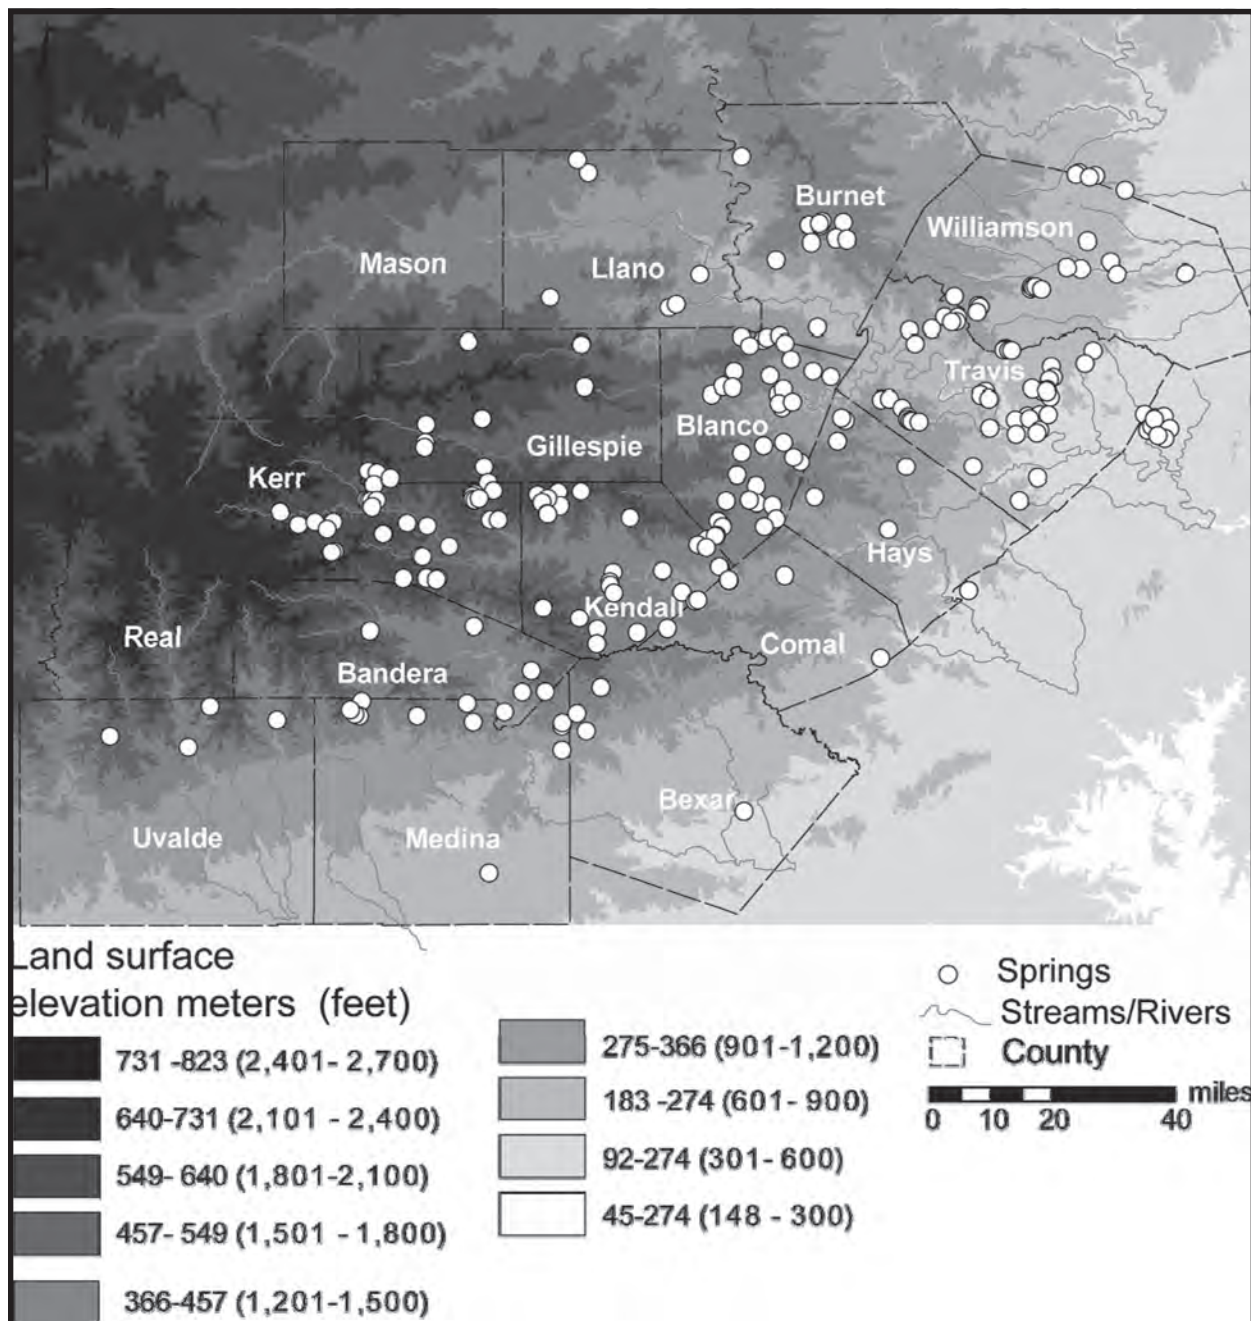 Burnet
Williamson
Mason
Llano
Travis
Blanco
Gillespie
Kerr
Hays
Kendall
Real
Comal
Bandera
Bexar
Uvalde
Medina
Land surface
elevation meters (feet)
731 -823 (2,401- 2,700)
640-731 (2,101 - 2,400)
549- 640 (1,801-2,100)
457- 549 (1,501 - 1,800)
366-457 (1,201-1,500)
275-366 (901-1,200)
183 -274 (601- 900)
92-274 (301- 600)
45-274 (148 - 300)
Springs
Streams/Rivers
County
miles
0 10 20 40